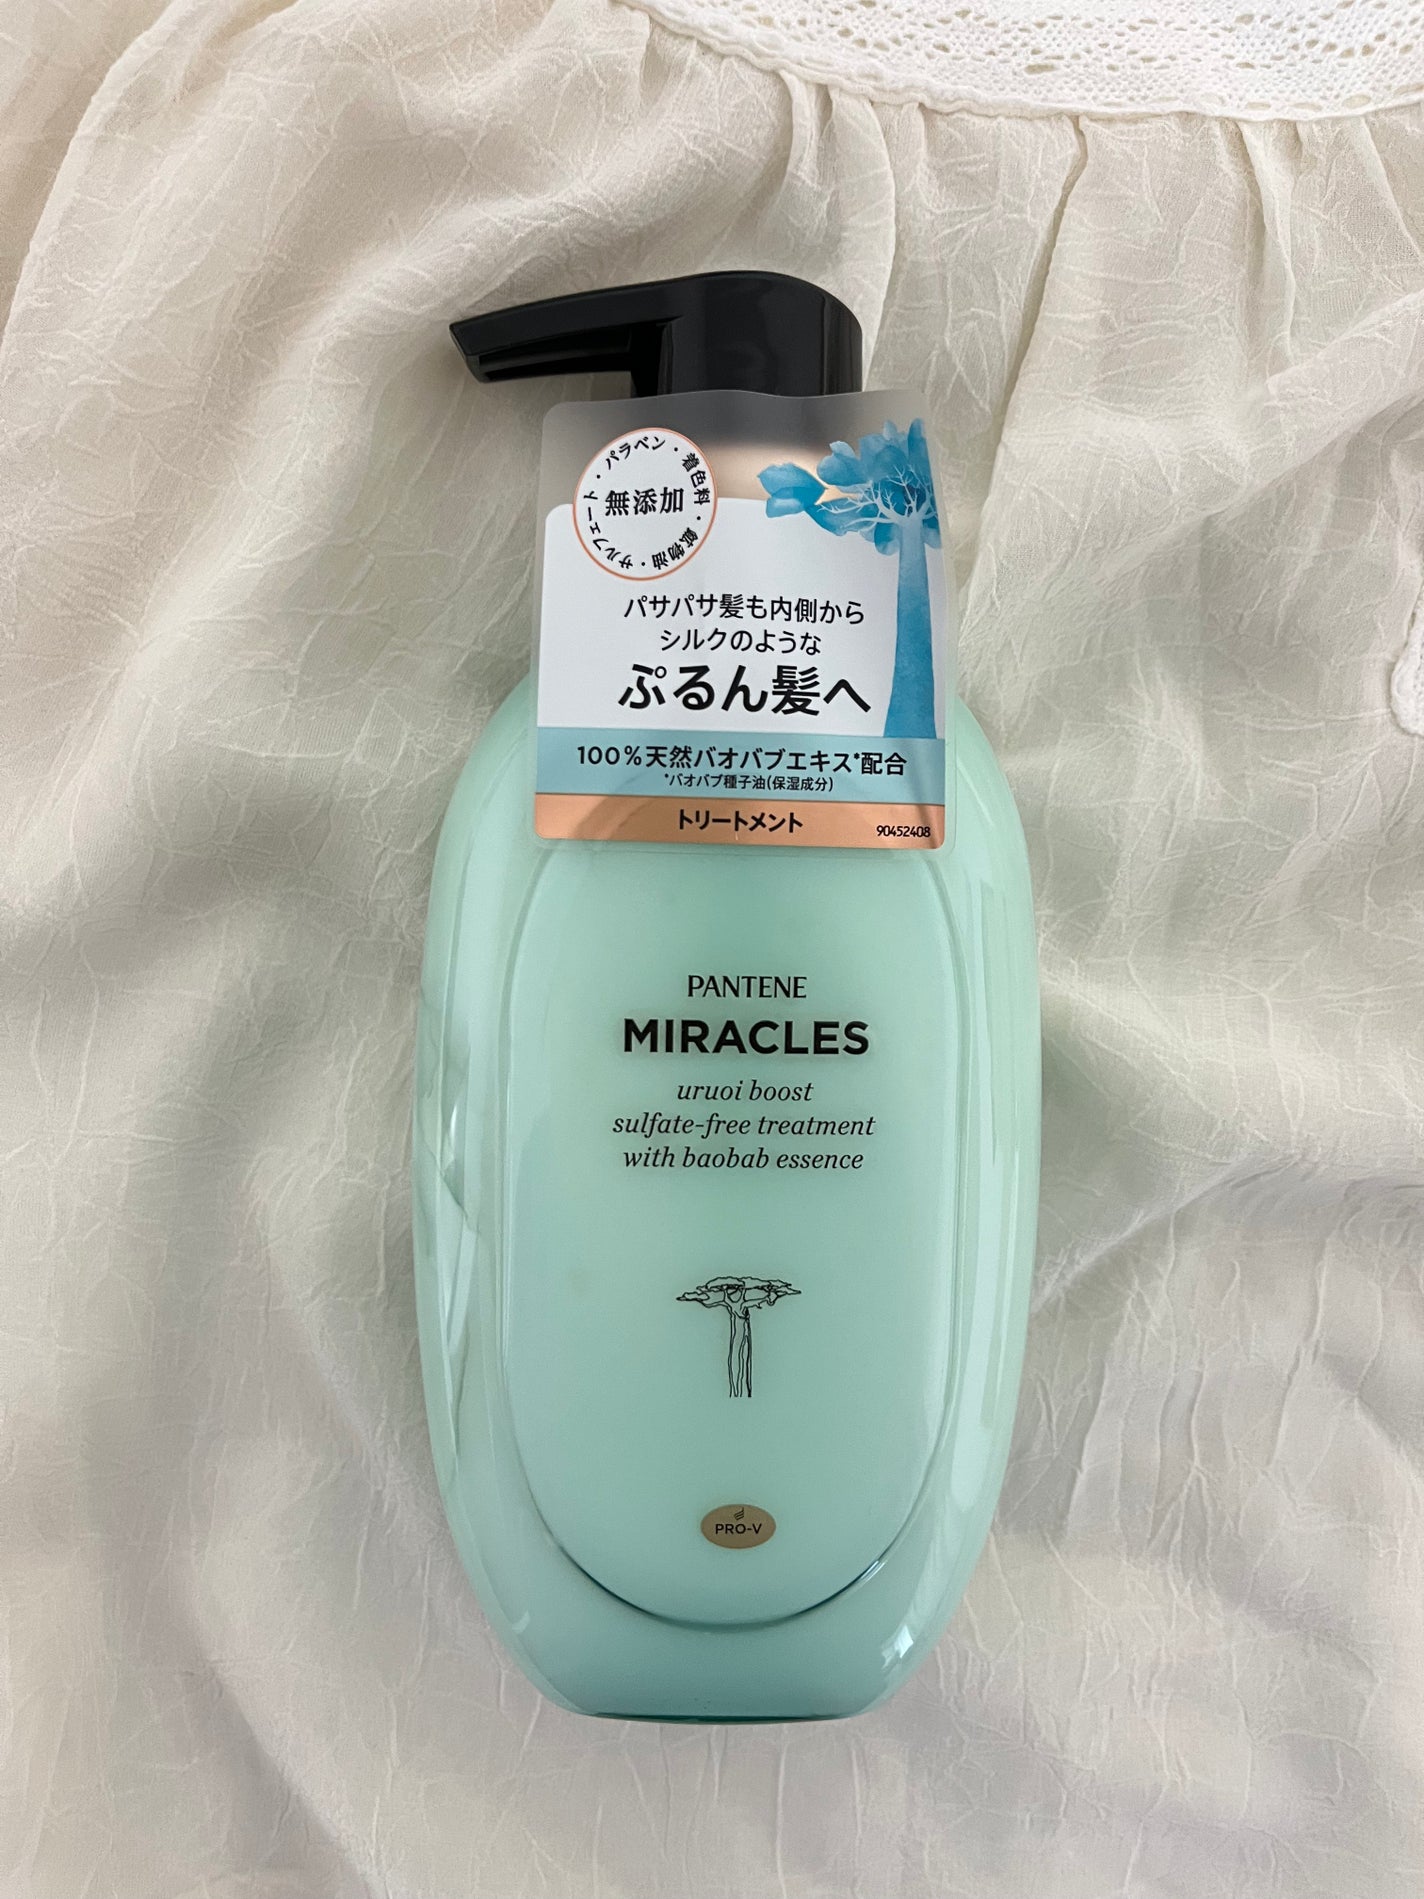 サルフェート・パラベン・着色料・鉱物油・
無添加
パサパサ髪も内側から
シルクのような
ぷるん髪へ
100%天然バオバブエキス*配合
*バオバブ種子油(保湿成分)
トリートメント
90452408
PANTENE
MIRACLES
uruoi boost
sulfate-free treatment
with baobab essence
PRO-V